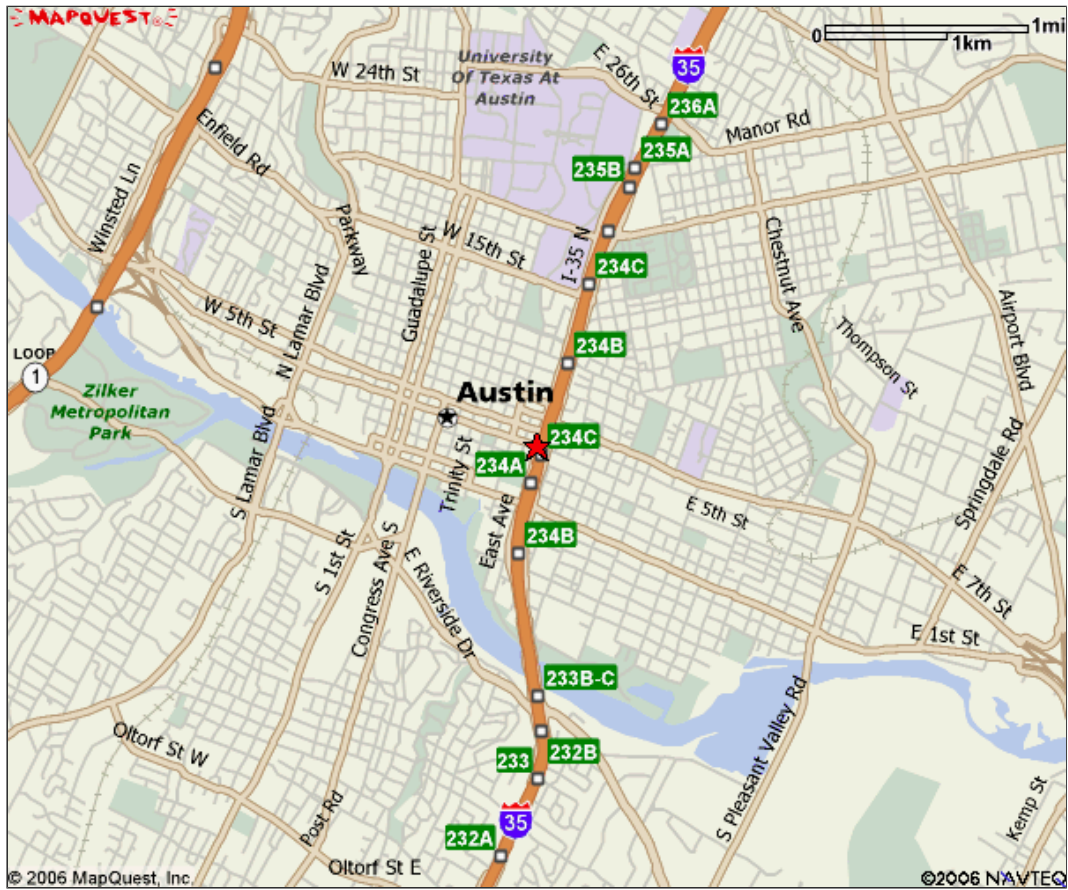 MAPQUEST
0
1mi
1km
University
Of Texas At
Austin
W 24th St
E 26th St
35
236A
Manor Rd
235A
235B
Enfield Rd
Winsted Ln
Parkway
Guadalupe St
W 15th St
I-35 N
234C
Chestnut Ave
N Lamar Blvd
W 5th St
Airport Blvd
Thompson St
234B
LOOP
1
Zilker
Metropolitan
Park
Austin
234C
234A
Trinity St
S Lamar Blvd
East Ave
E 5th St
Springdale Rd
234B
S 1st St
Congress Ave S
E Riverside Dr
E 7th St
E 1st St
233B-C
S Pleasant Valley Rd
Oltorf St W
232B
233
Post Rd
35
232A
Kemp St
Oltorf St E
© 2006 MapQuest, Inc.
©2006 NAVTEQ